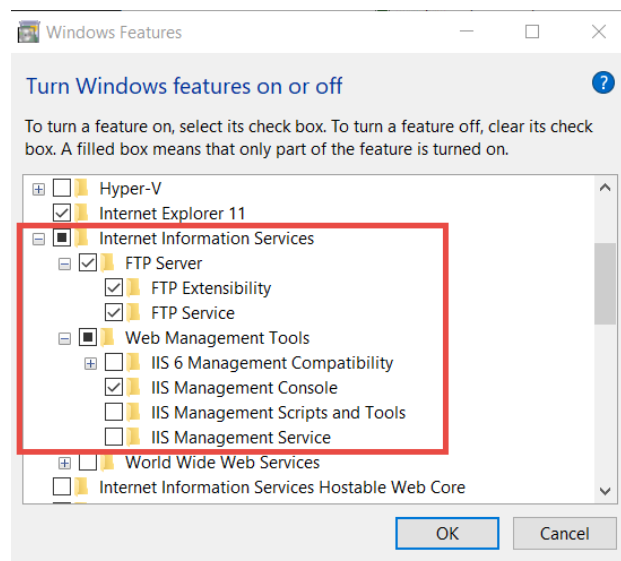 Windows Features
Turn Windows features on or off
?
To turn a feature on, select its check box. To turn a feature off, clear its check
box. A filled box means that only part of the feature is turned on.
Hyper-V
Internet Explorer 11
Internet Information Services
FTP Server
FTP Extensibility
FTP Service
Web Management Tools
IIS 6 Management Compatibility
IIS Management Console
IIS Management Scripts and Tools
IIS Management Service
World Wide Web Services
Internet Information Services Hostable Web Core
OK Cancel